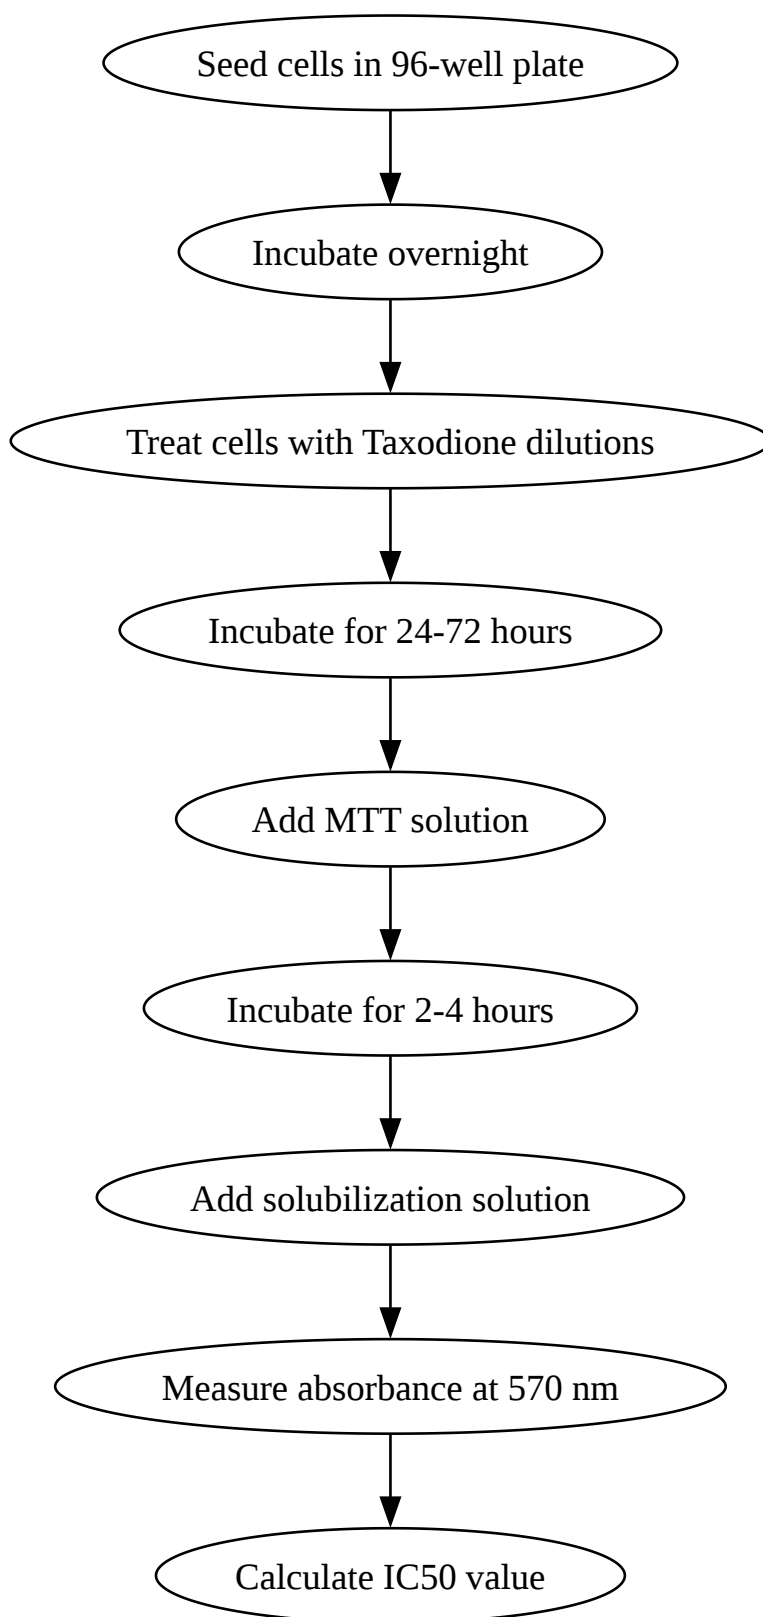 Seed cells in 96-well plate
Incubate overnight
Treat cells with Taxodione dilutions
Incubate for 24-72 hours
Add MTT solution
Incubate for 2-4 hours
Add solubilization solution
Measure absorbance at 570 nm
Calculate IC50 value